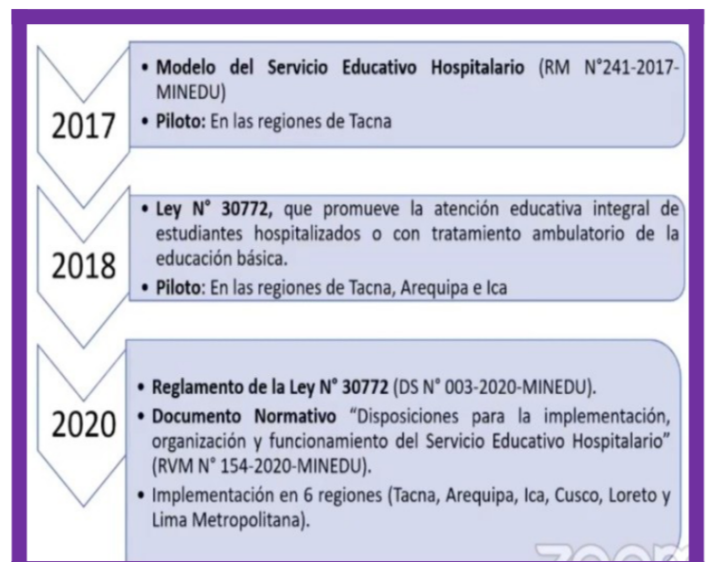 2017
• Modelo del Servicio Educativo Hospitalario (RM N°241-2017-
MINEDU)
• Piloto: En las regiones de Tacna
2018
• Ley N° 30772, que promueve la atención educativa integral de
estudiantes hospitalizados o con tratamiento ambulatorio de la
educación básica.
• Piloto: En las regiones de Tacna, Arequipa e Ica
2020
• Reglamento de la Ley N° 30772 (DS N° 003-2020-MINEDU).
• Documento Normativo “Disposiciones para la implementación,
organización y funcionamiento del Servicio Educativo Hospitalario”
(RVM N° 154-2020-MINEDU).
• Implementación en 6 regiones (Tacna, Arequipa, Ica, Cusco, Loreto y
Lima Metropolitana).
zoom